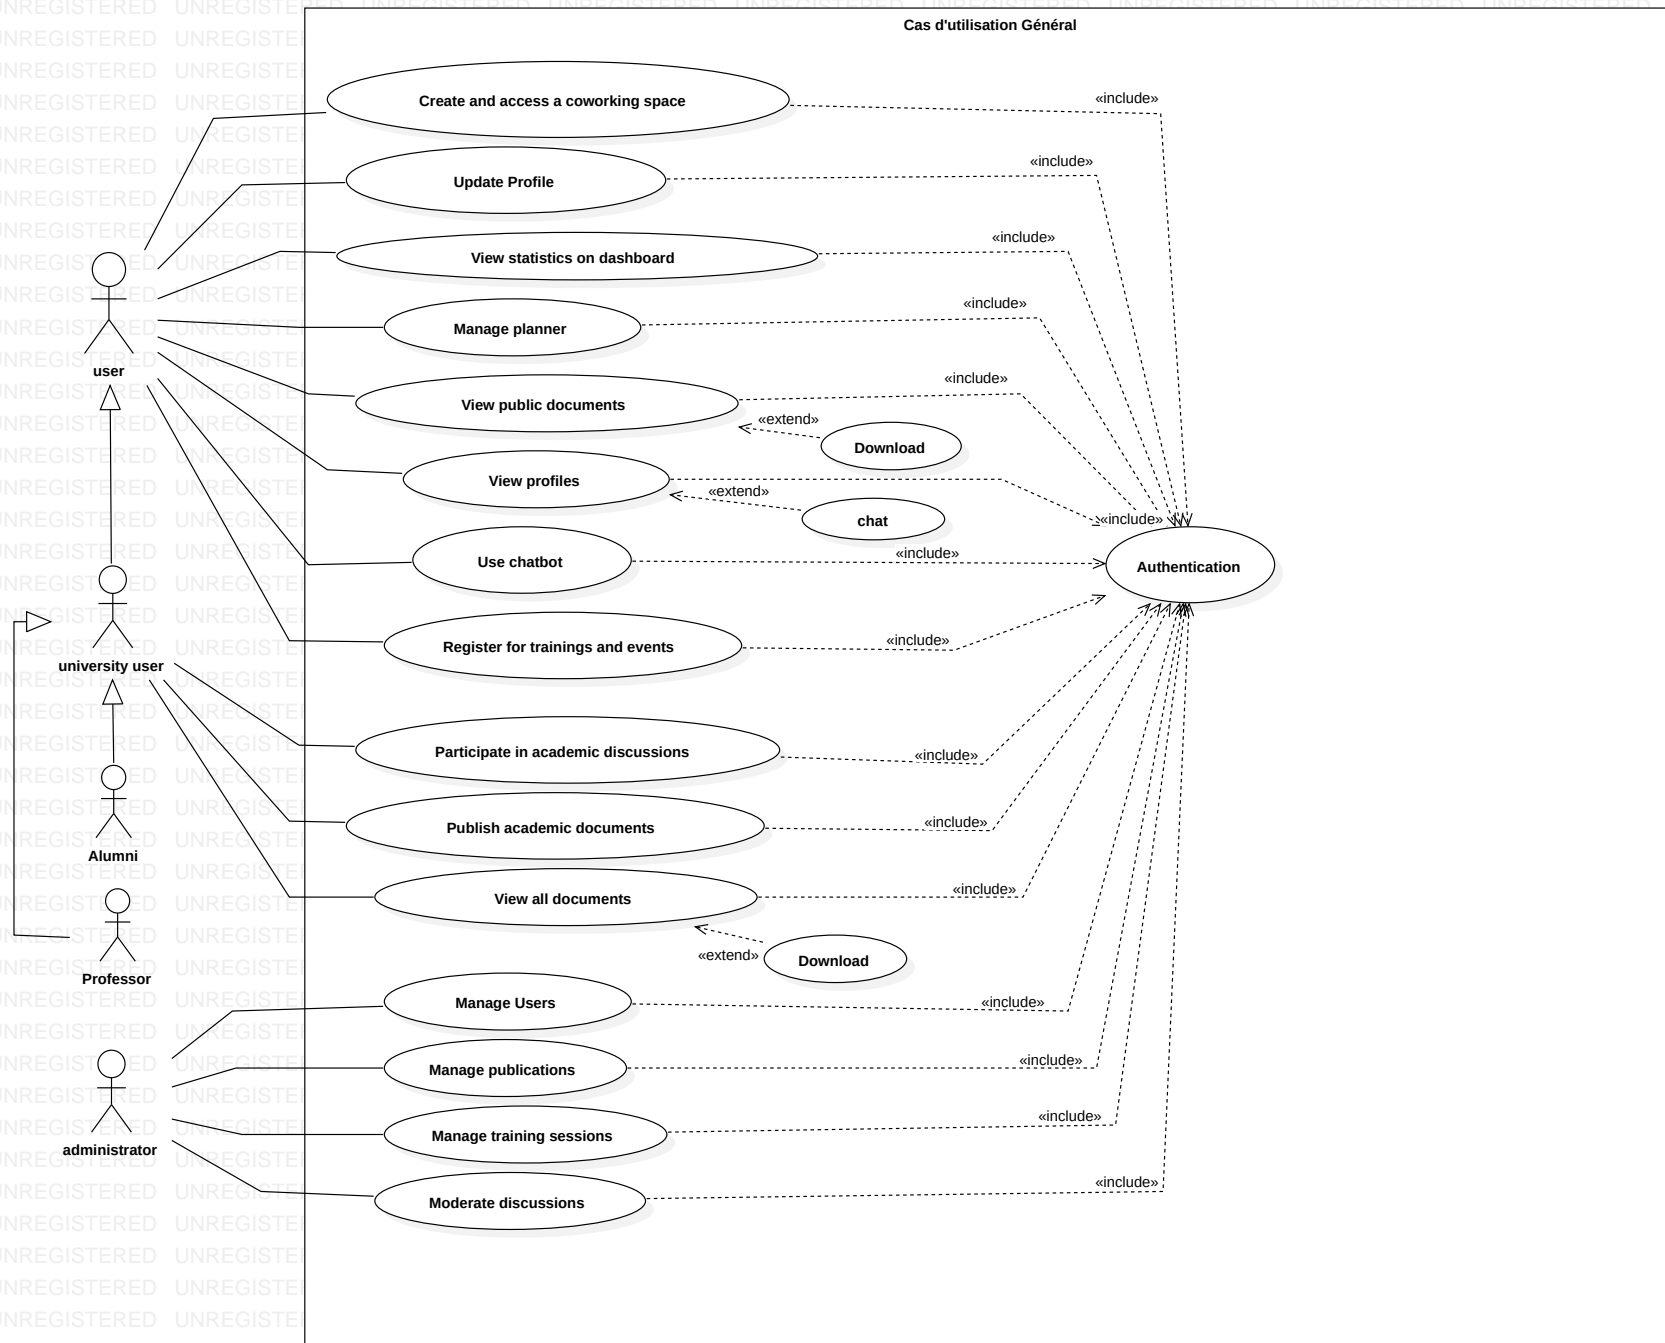 Cas d'utilisation Général
Create and access a coworking space
«include»
Update Profile
«include»
View statistics on dashboard
«include»
Manage planner
«include»
user
View public documents
«include»
«extend»
Download
View profiles
«extend»
chat
«include»
Use chatbot
«include»
Authentication
Register for trainings and events
«include»
university user
Participate in academic discussions
«include»
Publish academic documents
«include»
Alumni
View all documents
«include»
«extend»
Download
Professor
Manage Users
«include»
Manage publications
«include»
Manage training sessions
«include»
administrator
Moderate discussions
«include»
UNREGISTERED